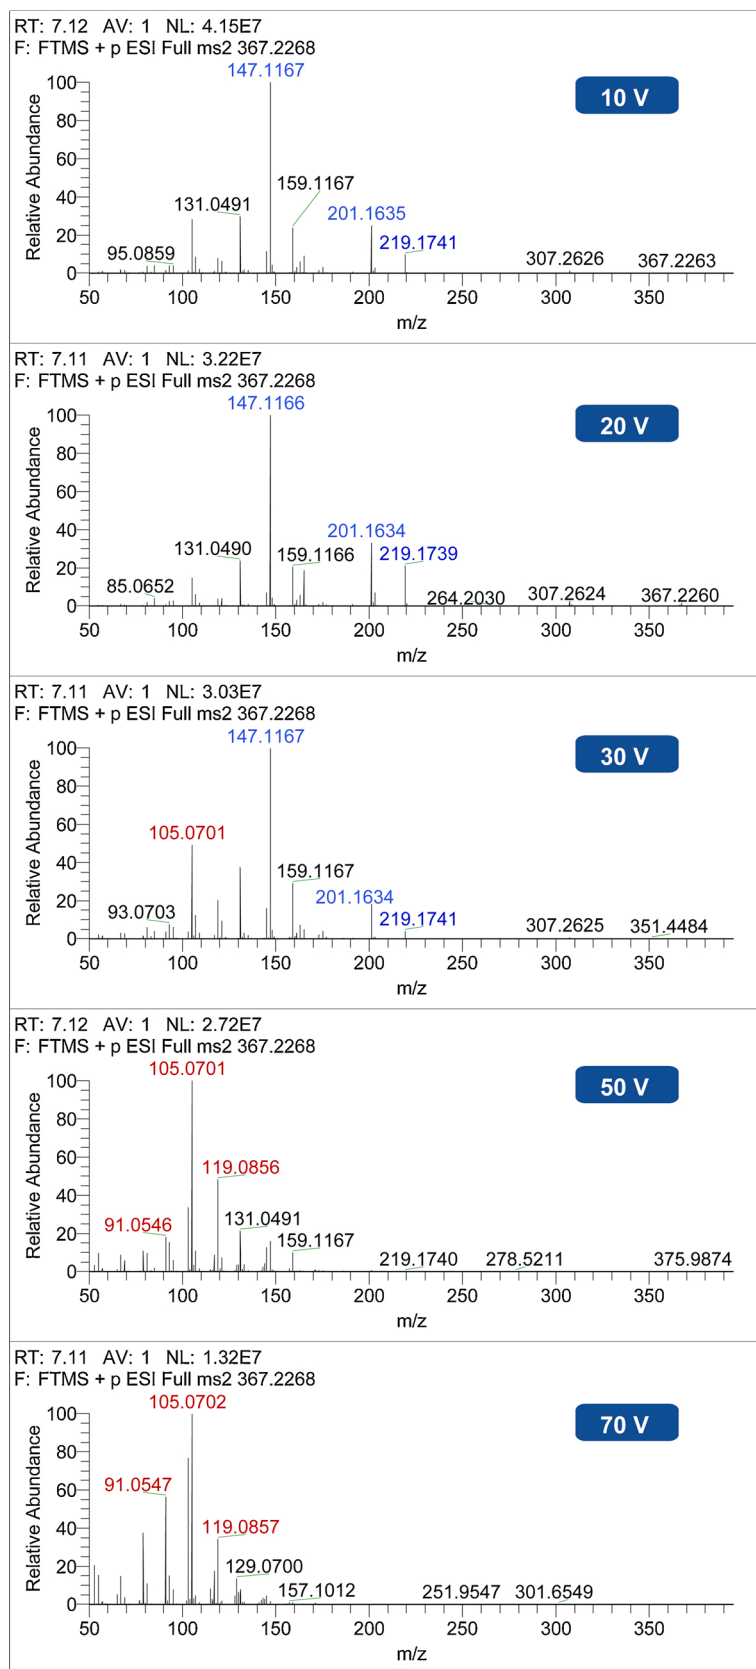 RT: 7.12 AV: 1 NL: 4.15E7
F: FTMS + p ESI Full ms2 367.2268
147.1167
10 V
100
80
60
40
20
0
Relative Abundance
159.1167
131.0491
201.1635
219.1741
95.0859
307.2626
367.2263
50 100 150 200 250 300 350
m/z
RT: 7.11 AV: 1 NL: 3.22E7
F: FTMS + p ESI Full ms2 367.2268
147.1166
20 V
100
80
60
40
20
0
Relative Abundance
201.1634
131.0490
159.1166
219.1739
85.0652
264.2030
307.2624
367.2260
50 100 150 200 250 300 350
m/z
RT: 7.11 AV: 1 NL: 3.03E7
F: FTMS + p ESI Full ms2 367.2268
147.1167
30 V
100
80
60
40
20
0
Relative Abundance
105.0701
159.1167
201.1634
93.0703
219.1741
307.2625
351.4484
50 100 150 200 250 300 350
m/z
RT: 7.12 AV: 1 NL: 2.72E7
F: FTMS + p ESI Full ms2 367.2268
105.0701
50 V
100
80
60
40
20
0
Relative Abundance
119.0856
91.0546
131.0491
159.1167
219.1740
278.5211
375.9874
50 100 150 200 250 300 350
m/z
RT: 7.11 AV: 1 NL: 1.32E7
F: FTMS + p ESI Full ms2 367.2268
105.0702
70 V
100
80
60
40
20
0
Relative Abundance
91.0547
119.0857
129.0700
157.1012
251.9547
301.6549
50 100 150 200 250 300 350
m/z